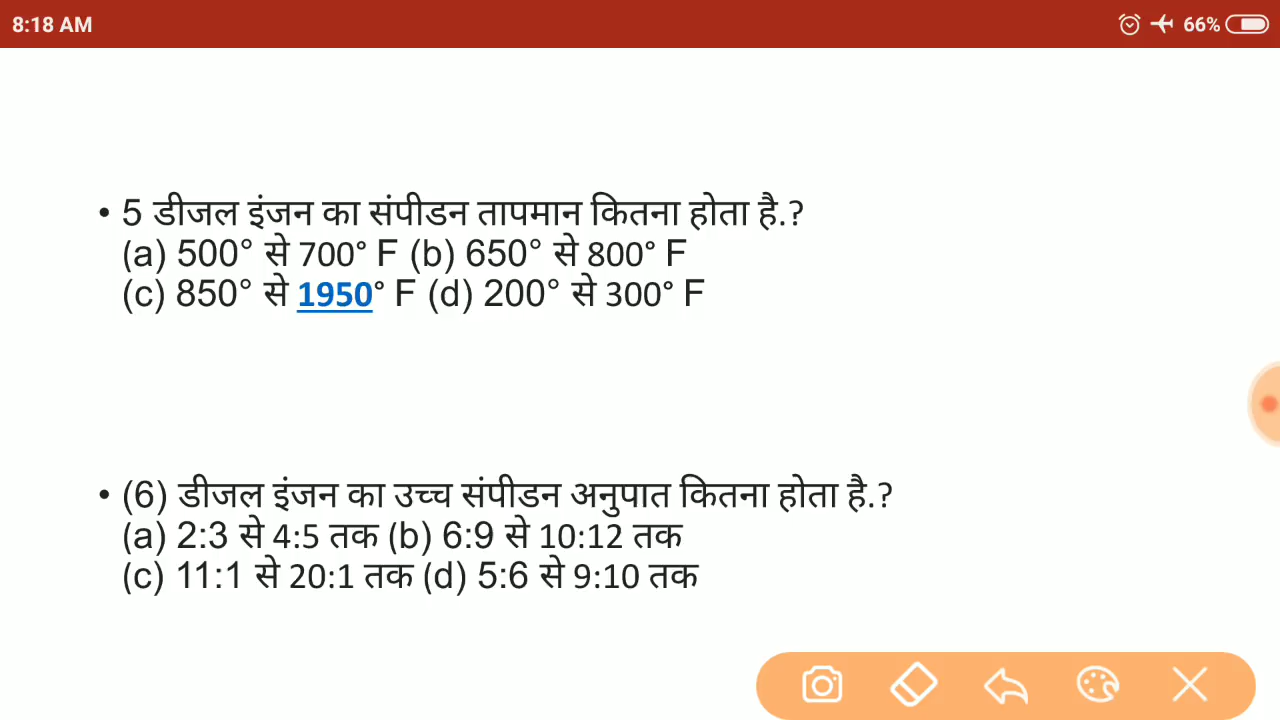 8:18 AM 66%
• 5 डीजल इंजन का संपीडन तापमान कितना होता है.?
(a) 500° से 700° F (b) 650° से 800° F
(c) 850° से 1950° F (d) 200° से 300° F
• (6) डीजल इंजन का उच्च संपीडन अनुपात कितना होता है.?
(a) 2:3 से 4:5 तक (b) 6:9 से 10:12 तक
(c) 11:1 से 20:1 तक (d) 5:6 से 9:10 तक